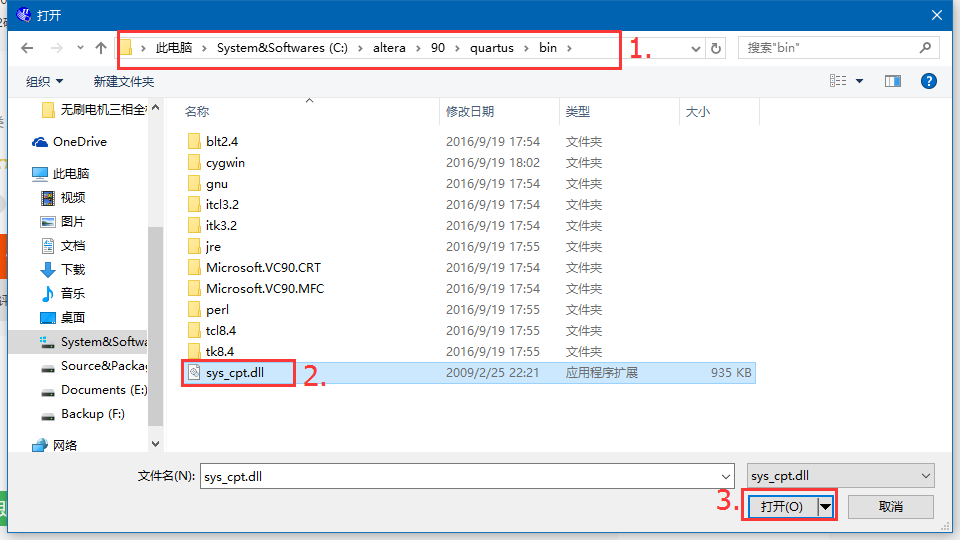 打开
此电脑 › System&Softwares (C:) › altera › 90 › quartus › bin ›
1.
搜索"bin"
组织
新建文件夹
名称 修改日期 类型 大小
无刷电机三相全
OneDrive
此电脑
视频
图片
文档
下载
音乐
桌面
System&Softwa
Source&Packag
Documents (E:)
Backup (F:)
网络
blt2.4 2016/9/19 17:54 文件夹
cygwin 2016/9/19 18:02 文件夹
gnu 2016/9/19 17:54 文件夹
itcl3.2 2016/9/19 17:54 文件夹
itk3.2 2016/9/19 17:54 文件夹
jre 2016/9/19 17:55 文件夹
Microsoft.VC90.CRT 2016/9/19 17:54 文件夹
Microsoft.VC90.MFC 2016/9/19 17:54 文件夹
perl 2016/9/19 17:55 文件夹
tcl8.4 2016/9/19 17:55 文件夹
tk8.4 2016/9/19 17:55 文件夹
sys_cpt.dll 2009/2/25 22:21 应用程序扩展 935 KB
2.
文件名(N): sys_cpt.dll sys_cpt.dll
3.
打开(O) 取消